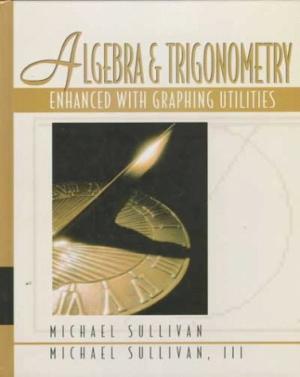 ALGEBRA & TRIGONOMETRY
ENHANCED WITH GRAPHING UTILITIES
MICHAEL SULLIVAN
MICHAEL SULLIVAN, III